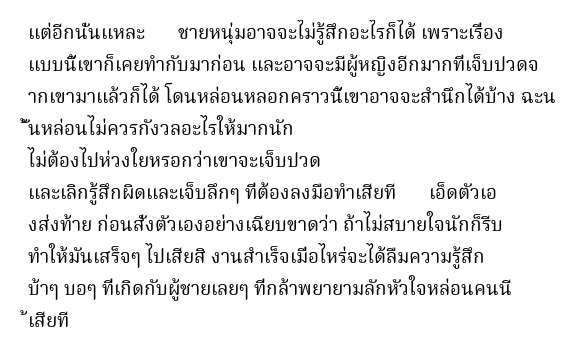 แต่อีกนั่นแหละ      ชายหนุ่มอาจจะไม่รู้สึกอะไรก็ได้ เพราะเรื่อง
แบบนี้เขาก็เคยทำกับมาก่อน และอาจจะมีผู้หญิงอีกมากที่เจ็บปวดจ
ากเขามาแล้วก็ได้ โดนหล่อนหลอกคราวนี้เขาอาจจะสำนึกได้บ้าง ฉะน
ั้นหล่อนไม่ควรกังวลอะไรให้มากนัก
ไม่ต้องไปห่วงใยหรอกว่าเขาจะเจ็บปวด
และเลิกรู้สึกผิดและเจ็บลึกๆ ที่ต้องลงมือทำเสียที      เอ็ดตัวเอ
งส่งท้าย ก่อนสั่งตัวเองอย่างเฉียบขาดว่า ถ้าไม่สบายใจนักก็รีบ
ทำให้มันเสร็จๆ ไปเสียสิ งานสำเร็จเมื่อไหร่จะได้ลืมความรู้สึก
บ้าๆ บอๆ ที่เกิดกับผู้ชายเลยๆ ที่กล้าพยายามลักหัวใจหล่อนคนนี
้เสียที